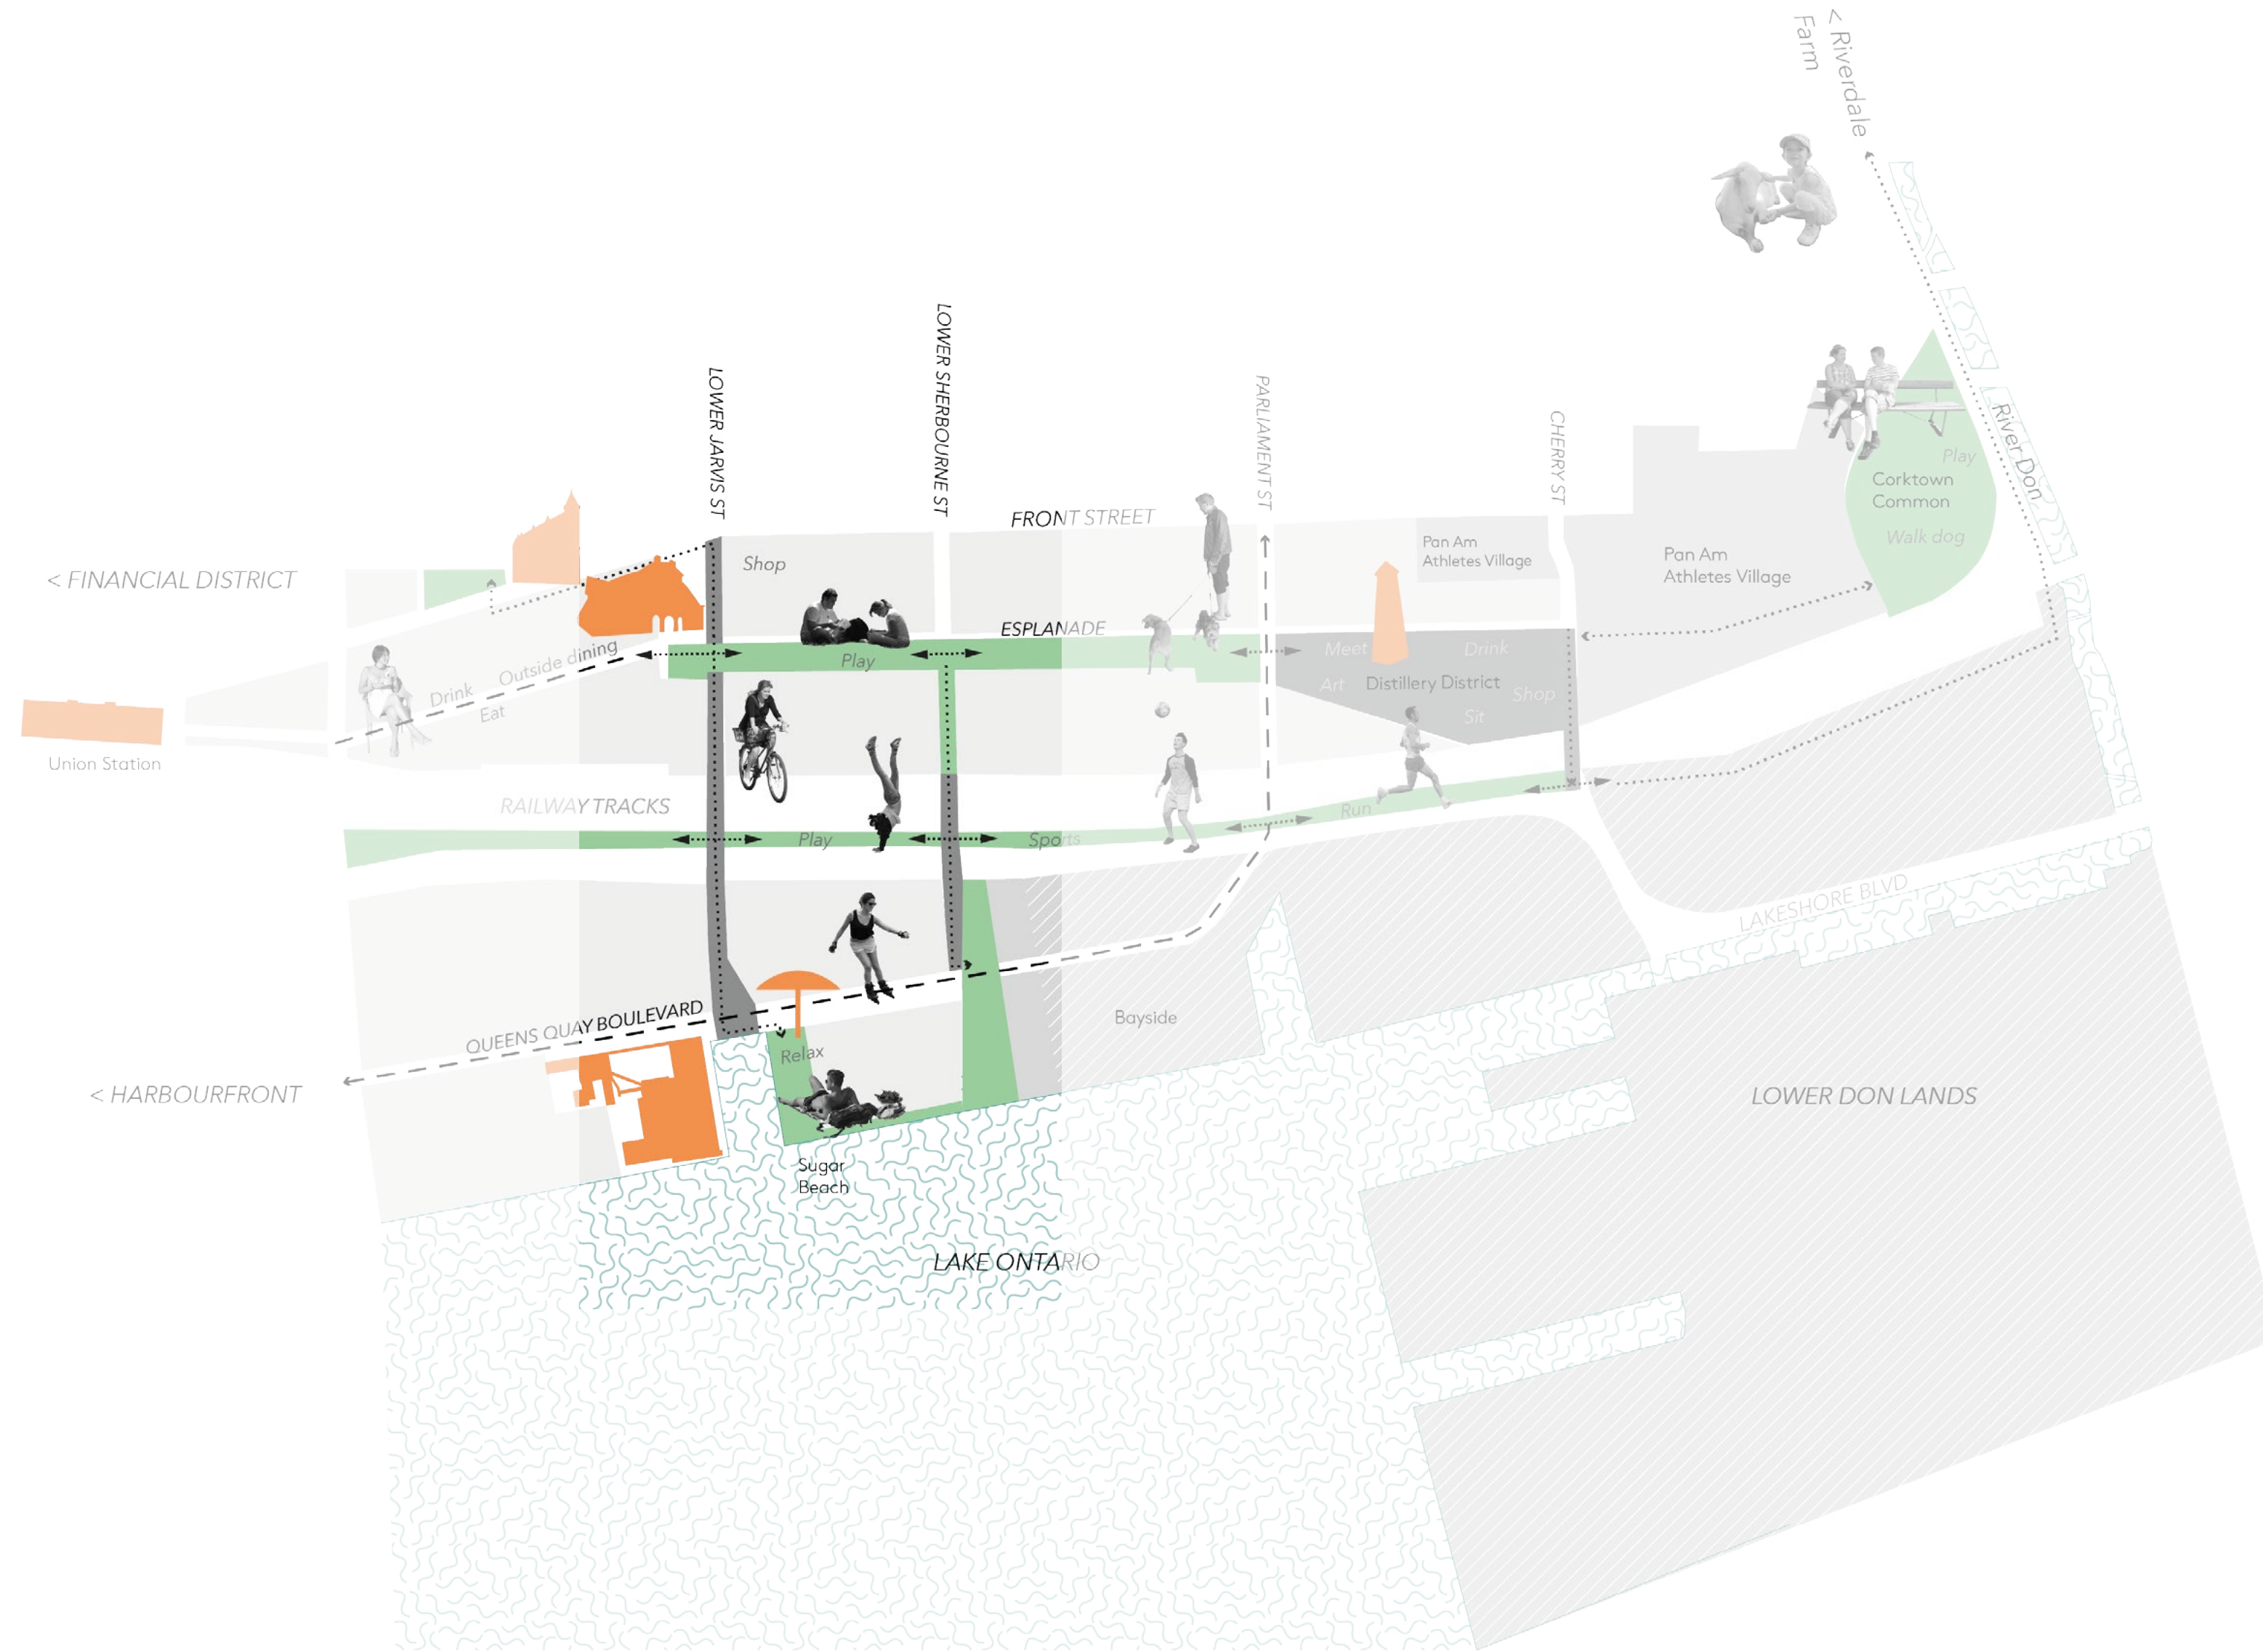 < Riverdale
Farm
LOWER SHERBOURNE ST
LOWER JARVIS ST
PARLIAMENT ST
CHERRY ST
River Don
Play
Corktown
Common
Walk dog
FRONT STREET
Pan Am
Athletes Village
Pan Am
Athletes Village
Shop
< FINANCIAL DISTRICT
ESPLANADE
Outside dining
Drink
Eat
Play
Meet
Drink
Art
Distillery District
Shop
Sit
Union Station
RAILWAY TRACKS
Play
Sports
Run
LAKESHORE BLVD
QUEENS QUAY BOULEVARD
Bayside
Relax
< HARBOURFRONT
LOWER DON LANDS
Sugar
Beach
LAKE ONTARIO